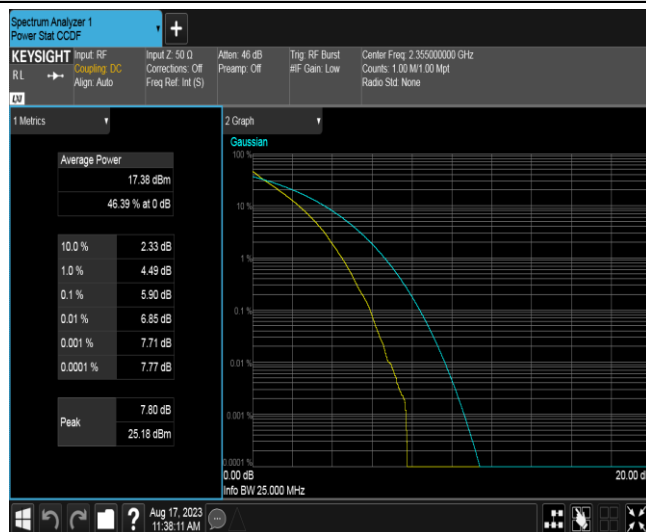 Spectrum Analyzer 1
Power Stat CCDF
+
KEYSIGHT
RL
LXI
Input: RF
Coupling: DC
Align: Auto
Input Z: 50 Ω
Corrections: Off
Freq Ref: Int (S)
Atten: 46 dB
Preamp: Off
Trig: RF Burst
#IF Gain: Low
Center Freq: 2.355000000 GHz
Counts: 1.00 M/1.00 Mpt
Radio Std: None
1 Metrics
Average Power
17.38 dBm
46.39 % at 0 dB
10.0 % 2.33 dB
1.0 % 4.49 dB
0.1 % 5.90 dB
0.01 % 6.85 dB
0.001 % 7.71 dB
0.0001 % 7.77 dB
Peak 7.80 dB
25.18 dBm
2 Graph
Gaussian
100 %
10 %
1 %
0.1 %
0.01 %
0.001 %
0.0001 %
0.00 dB 20.00 d
Info BW 25.000 MHz
? Aug 17, 2023
11:38:11 AM